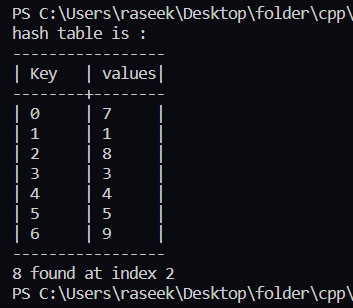 PS C:\Users\raseek\Desktop\folder\cpp\
hash table is :
-----------------
| Key   | values|
--------+--------
| 0     | 7     |
| 1     | 1     |
| 2     | 8     |
| 3     | 3     |
| 4     | 4     |
| 5     | 5     |
| 6     | 9     |
-----------------
8 found at index 2
PS C:\Users\raseek\Desktop\folder\cpp\